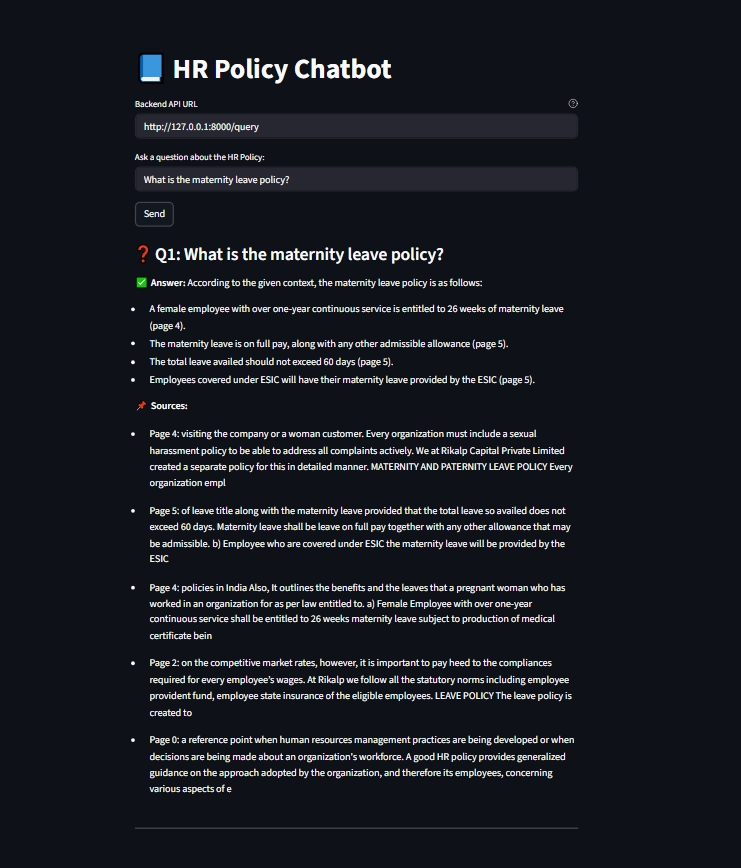 HR Policy Chatbot
Backend API URL
http://127.0.0.1:8000/query
Ask a question about the HR Policy:
What is the maternity leave policy?
Send
Q1: What is the maternity leave policy?
Answer: According to the given context, the maternity leave policy is as follows:
A female employee with over one-year continuous service is entitled to 26 weeks of maternity leave
(page 4).
The maternity leave is on full pay, along with any other admissible allowance (page 5).
The total leave availed should not exceed 60 days (page 5).
Employees covered under ESIC will have their maternity leave provided by the ESIC (page 5).
Sources:
Page 4: visiting the company or a woman customer. Every organization must include a sexual
harassment policy to be able to address all complaints actively. We at Rikalp Capital Private Limited
created a separate policy for this in detailed manner. MATERNITY AND PATERNITY LEAVE POLICY Every
organization empl
Page 5: of leave title along with the maternity leave provided that the total leave so availed does not
exceed 60 days. Maternity leave shall be leave on full pay together with any other allowance that may
be admissible. b) Employee who are covered under ESIC the maternity leave will be provided by the
ESIC
Page 4: policies in India Also, It outlines the benefits and the leaves that a pregnant woman who has
worked in an organization for as per law entitled to. a) Female Employee with over one-year
continuous service shall be entitled to 26 weeks maternity leave subject to production of medical
certificate bein
Page 2: on the competitive market rates, however, it is important to pay heed to the compliances
required for every employee's wages. At Rikalp we follow all the statutory norms including employee
provident fund, employee state insurance of the eligible employees. LEAVE POLICY The leave policy is
created to
Page 0: a reference point when human resources management practices are being developed or when
decisions are being made about an organization's workforce. A good HR policy provides generalized
guidance on the approach adopted by the organization, and therefore its employees, concerning
various aspects of e